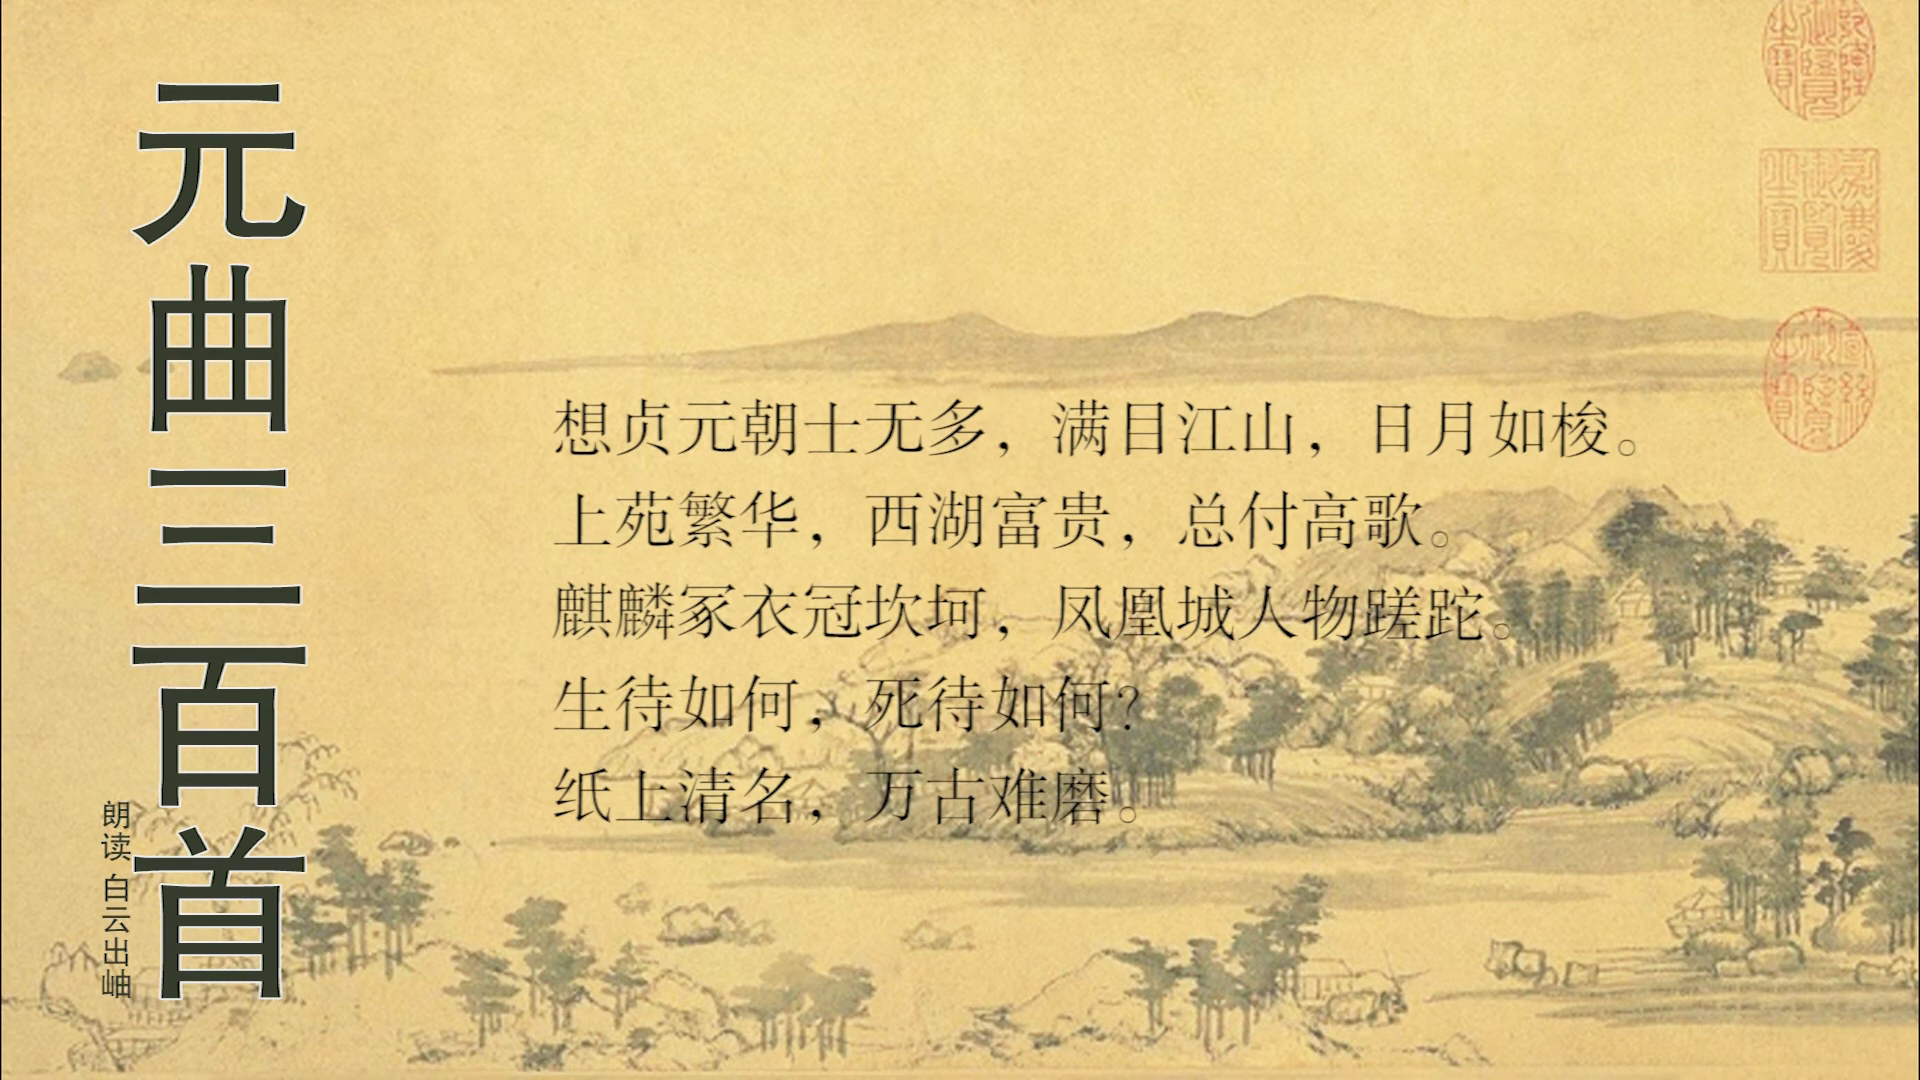 元曲三百首
朗读 自云出岫
想贞元朝士无多，满目江山，日月如梭。
上苑繁华，西湖富贵，总付高歌。
麒麟冢衣冠坎坷，凤凰城人物蹉跎。
生待如何，死待如何？
纸上清名，万古难磨。